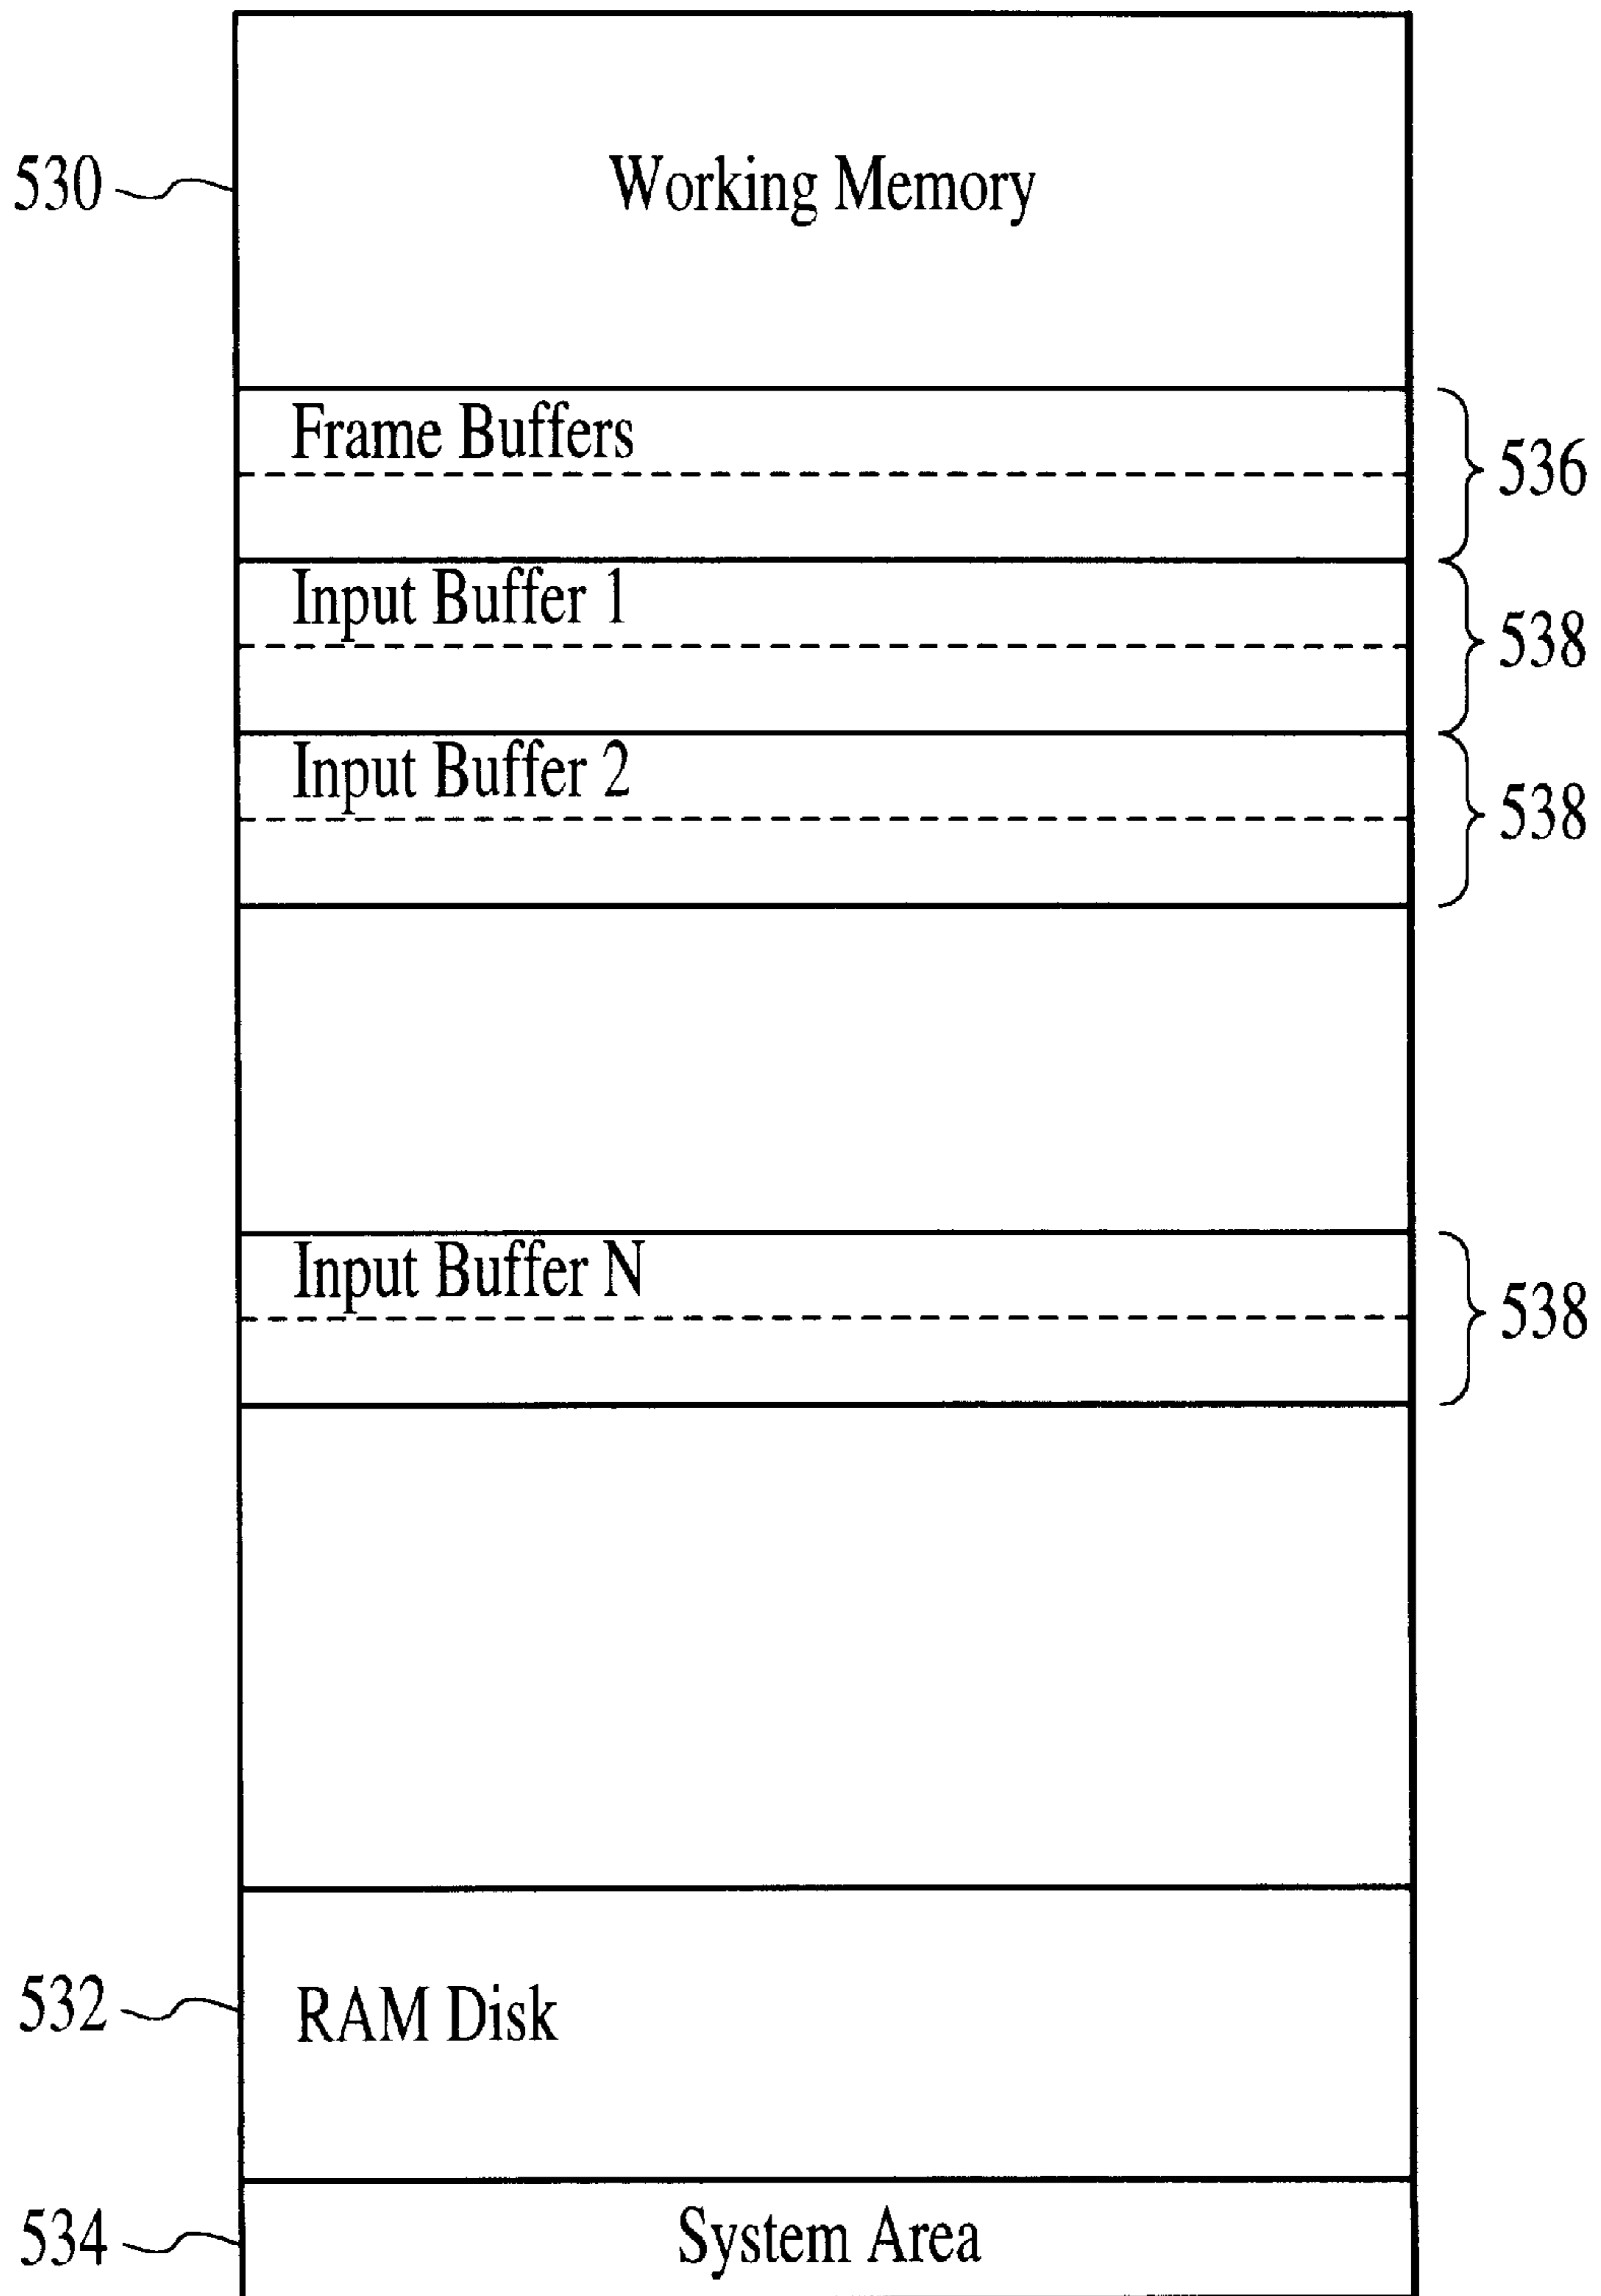 530
Working Memory
Frame Buffers
536
Input Buffer 1
538
Input Buffer 2
538
Input Buffer N
538
532
RAM Disk
534
System Area